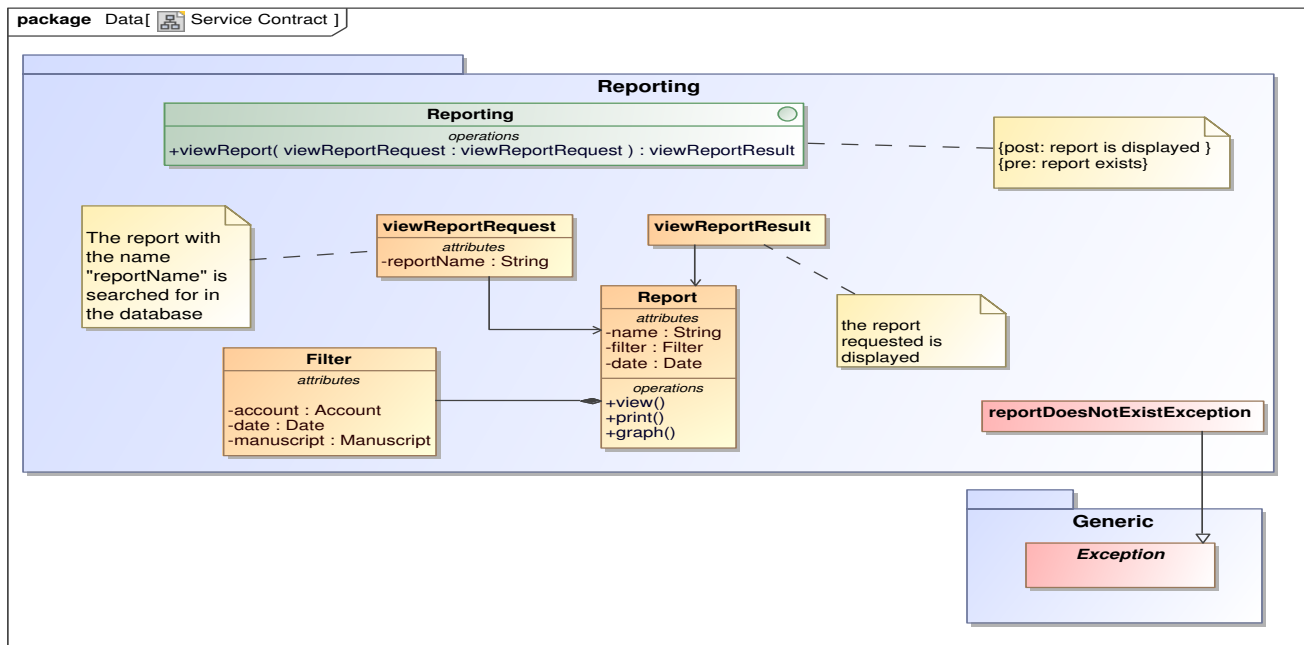 package Data[ Service Contract ]
Reporting
Reporting
operations
+viewReport( viewReportRequest : viewReportRequest ) : viewReportResult
{post: report is displayed }
{pre: report exists}
The report with
the name
"reportName" is
searched for in
the database
viewReportRequest
attributes
-reportName : String
viewReportResult
Report
attributes
-name : String
-filter : Filter
-date : Date
operations
+view()
+print()
+graph()
the report
requested is
displayed
Filter
attributes
-account : Account
-date : Date
-manuscript : Manuscript
reportDoesNotExistException
Generic
Exception